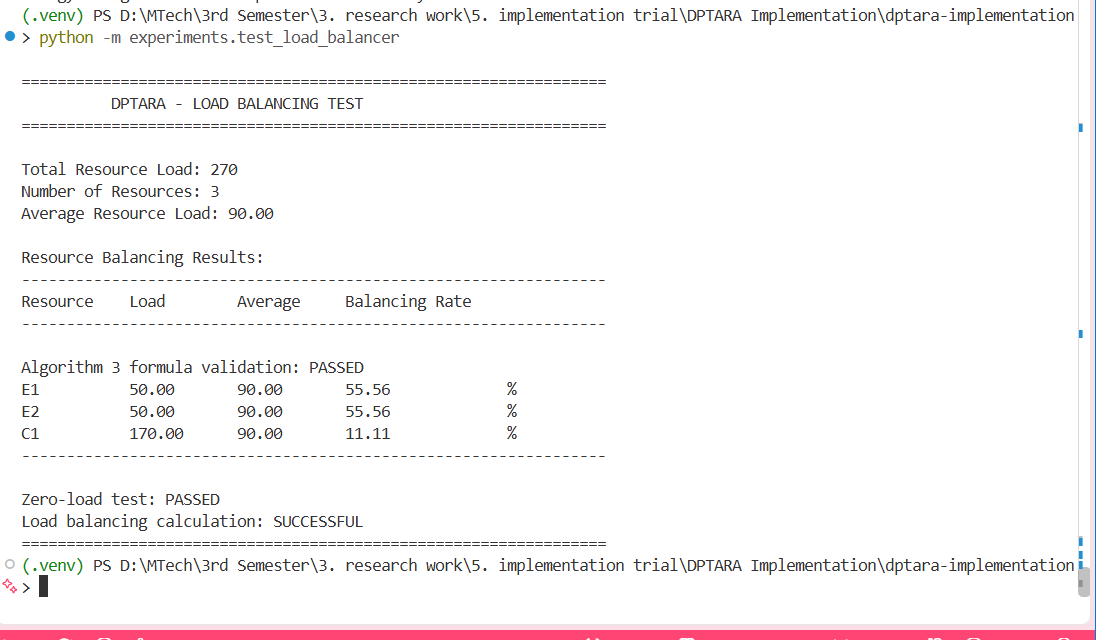 (.venv) PS D:\MTech\3rd Semester\3. research work\5. implementation trial\DPTARA Implementation\dptara-implementation
> python -m experiments.test_load_balancer
=================================================================
DPTARA - LOAD BALANCING TEST
=================================================================
Total Resource Load: 270
Number of Resources: 3
Average Resource Load: 90.00
Resource Balancing Results:
-----------------------------------------------------------------
Resource    Load        Average     Balancing Rate
-----------------------------------------------------------------
Algorithm 3 formula validation: PASSED
E1          50.00       90.00       55.56             %
E2          50.00       90.00       55.56             %
C1          170.00      90.00       11.11             %
-----------------------------------------------------------------
Zero-load test: PASSED
Load balancing calculation: SUCCESSFUL
=================================================================
(.venv) PS D:\MTech\3rd Semester\3. research work\5. implementation trial\DPTARA Implementation\dptara-implementation
>